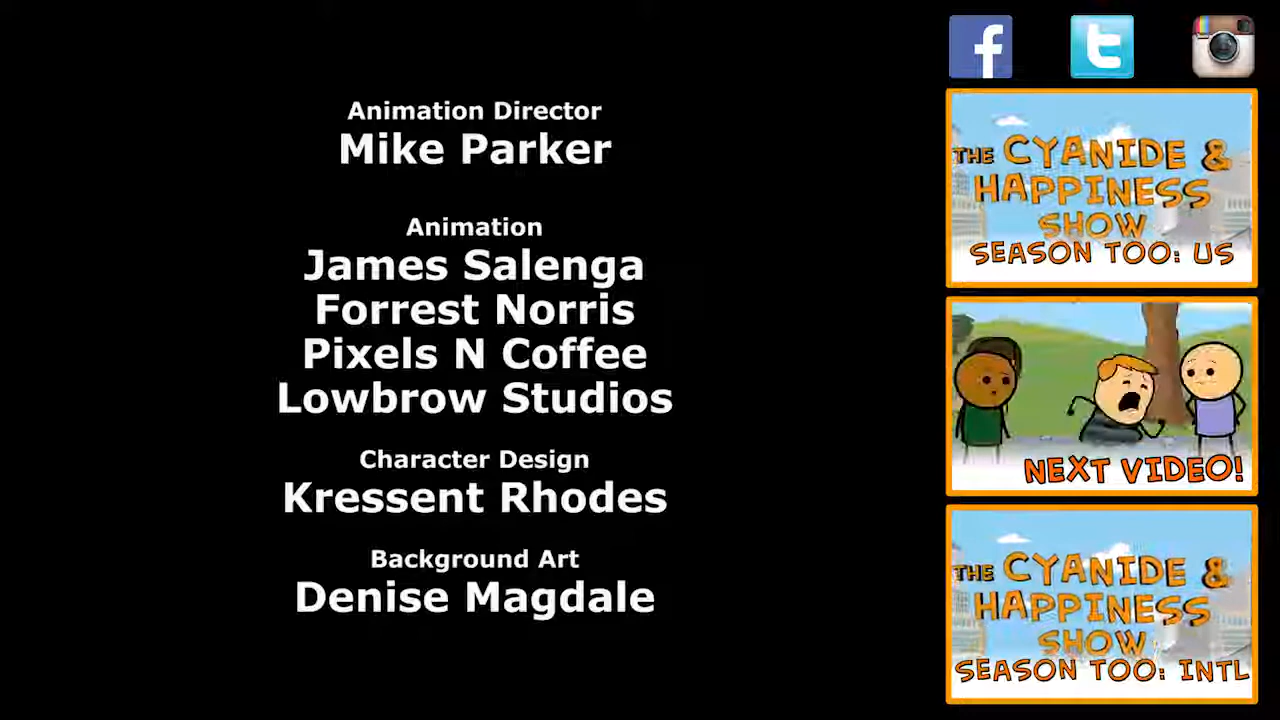 Animation Director
Mike Parker
Animation
James Salenga
Forrest Norris
Pixels N Coffee
Lowbrow Studios
Character Design
Kressent Rhodes
Background Art
Denise Magdale
f
t
THE CYANIDE &
HAPPINESS
SHOW
SEASON TOO: US
NEXT VIDEO!
THE CYANIDE &
HAPPINESS
SHOW
SEASON TOO: INTL